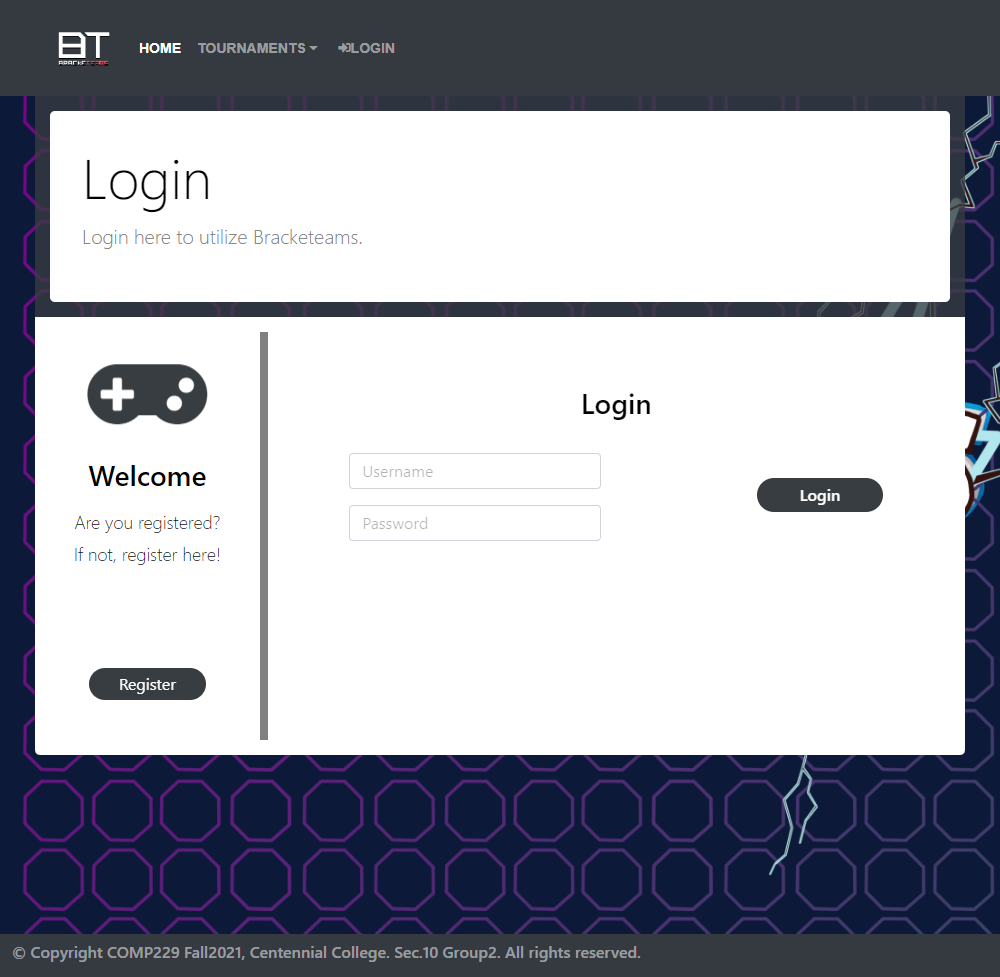 BT
HOME TOURNAMENTS LOGIN
Login
Login here to utilize Bracketeams.
Welcome
Are you registered?
If not, register here!
Register
Login
Username
Password
Login
© Copyright COMP229 Fall2021, Centennial College. Sec.10 Group2. All rights reserved.